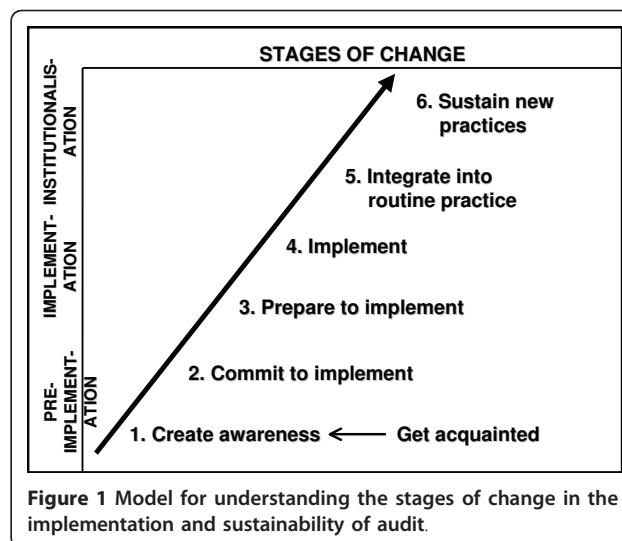 STAGES OF CHANGE
INSTITUTIONALIS-
ATION
6. Sustain new
practices
5. Integrate into
routine practice
IMPLEMENT-
ATION
4. Implement
3. Prepare to implement
PRE-
IMPLEMENT-
ATION
2. Commit to implement
1. Create awareness
Get acquainted
Figure 1 Model for understanding the stages of change in the
implementation and sustainability of audit.